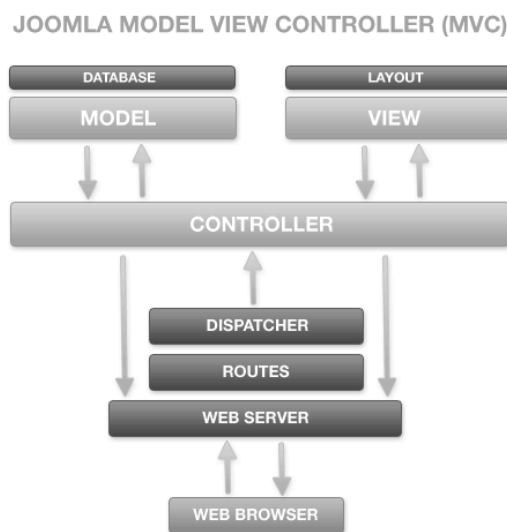 JOOMLA MODEL VIEW CONTROLLER (MVC)
DATABASE
LAYOUT
MODEL
VIEW
CONTROLLER
DISPATCHER
ROUTES
WEB SERVER
WEB BROWSER